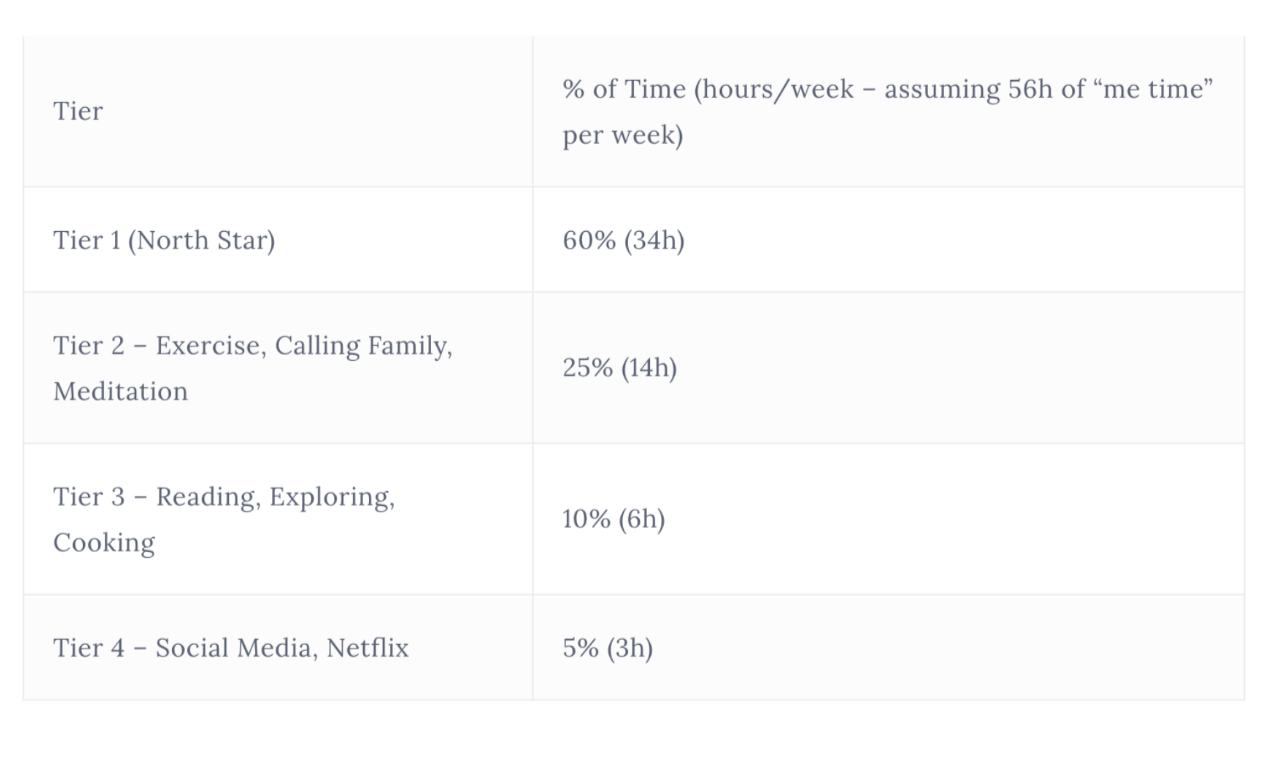 Tier
% of Time (hours/week – assuming 56h of “me time”
per week)
Tier 1 (North Star)
60% (34h)
Tier 2 – Exercise, Calling Family,
Meditation
25% (14h)
Tier 3 – Reading, Exploring,
Cooking
10% (6h)
Tier 4 – Social Media, Netflix
5% (3h)